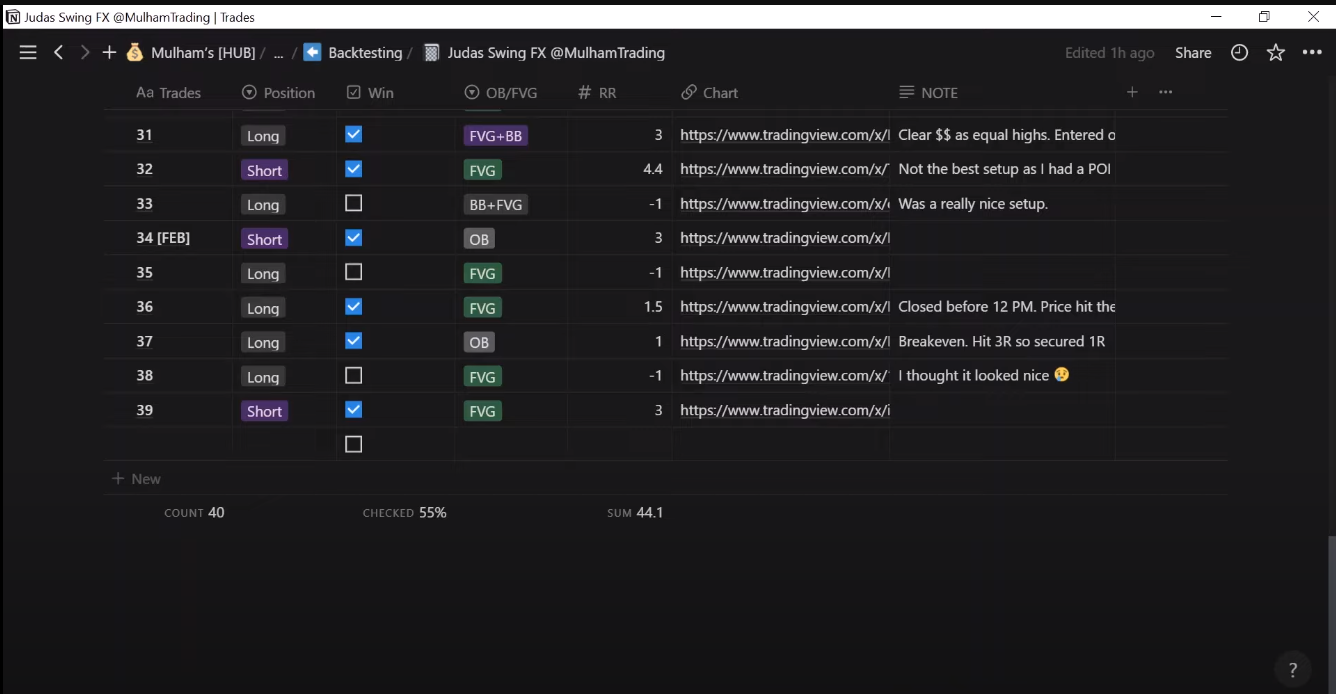 Judas Swing FX @MulhamTrading | Trades
Mulham's [HUB] / ... / Backtesting / Judas Swing FX @MulhamTrading Edited 1h ago Share
Aa Trades Position Win OB/FVG # RR Chart NOTE + ...
31 Long FVG+BB 3 https://www.tradingview.com/x/ Clear $$ as equal highs. Entered o
32 Short FVG 4.4 https://www.tradingview.com/x/ Not the best setup as I had a POI
33 Long BB+FVG -1 https://www.tradingview.com/x/ Was a really nice setup.
34 [FEB] Short OB 3 https://www.tradingview.com/x/
35 Long FVG -1 https://www.tradingview.com/x/
36 Long FVG 1.5 https://www.tradingview.com/x/ Closed before 12 PM. Price hit the
37 Long OB 1 https://www.tradingview.com/x/ Breakeven. Hit 3R so secured 1R
38 Long FVG -1 https://www.tradingview.com/x/ I thought it looked nice 😢
39 Short FVG 3 https://www.tradingview.com/x/i
+ New
COUNT 40 CHECKED 55% SUM 44.1
?